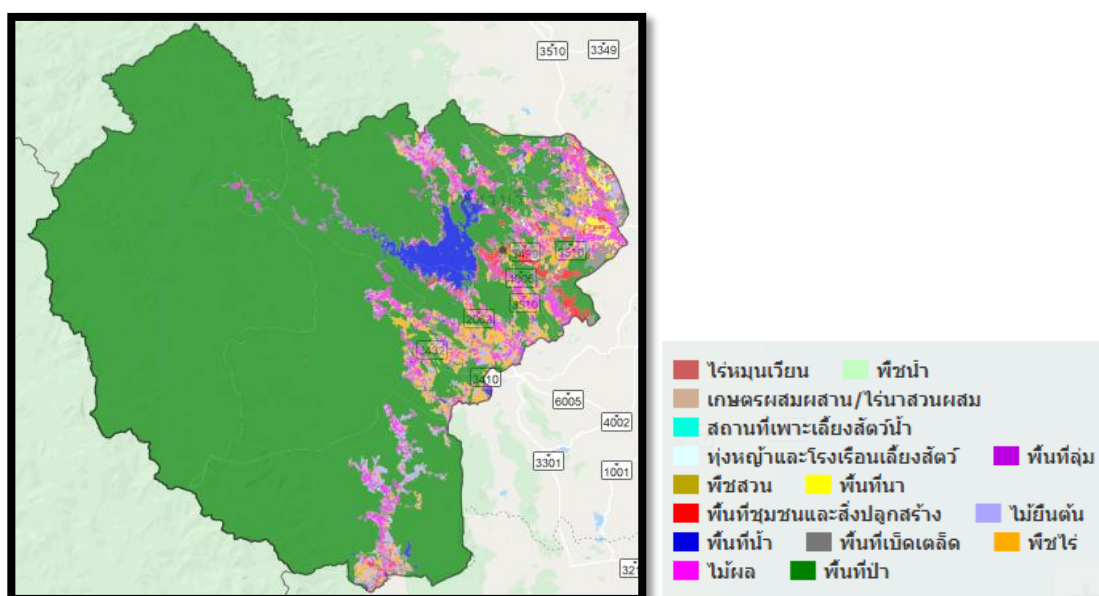 3510 3349
3499 3510
4006
3510
2063
3432
3410
6005
4002
3301
1001
321
ไร่หมุนเวียน พืชน้ำ
เกษตรผสมผสาน/ไร่นาสวนผสม
สถานที่เพาะเลี้ยงสัตว์น้ำ
ทุ่งหญ้าและโรงเรือนเลี้ยงสัตว์ พื้นที่ลุ่ม
พืชสวน พื้นที่นา
พื้นที่ชุมชนและสิ่งปลูกสร้าง ไม้ยืนต้น
พื้นที่น้ำ พื้นที่เบ็ดเตล็ด พืชไร่
ไม้ผล พื้นที่ป่า